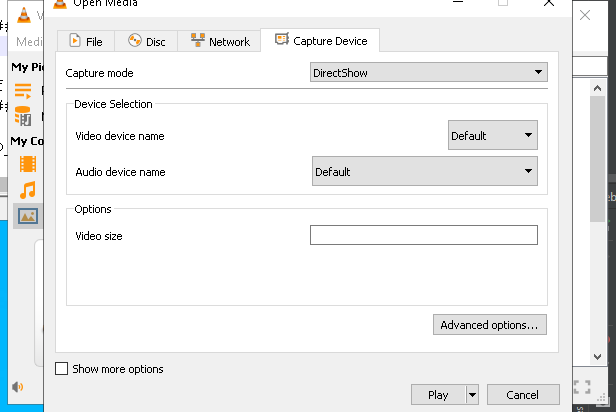 Open Media
Medi
File
Disc
Network
Capture Device
My Pi
Capture mode
DirectShow
Device Selection
Video device name
Default
My Co
Audio device name
Default
Options
Video size
Advanced options...
Show more options
Play
Cancel